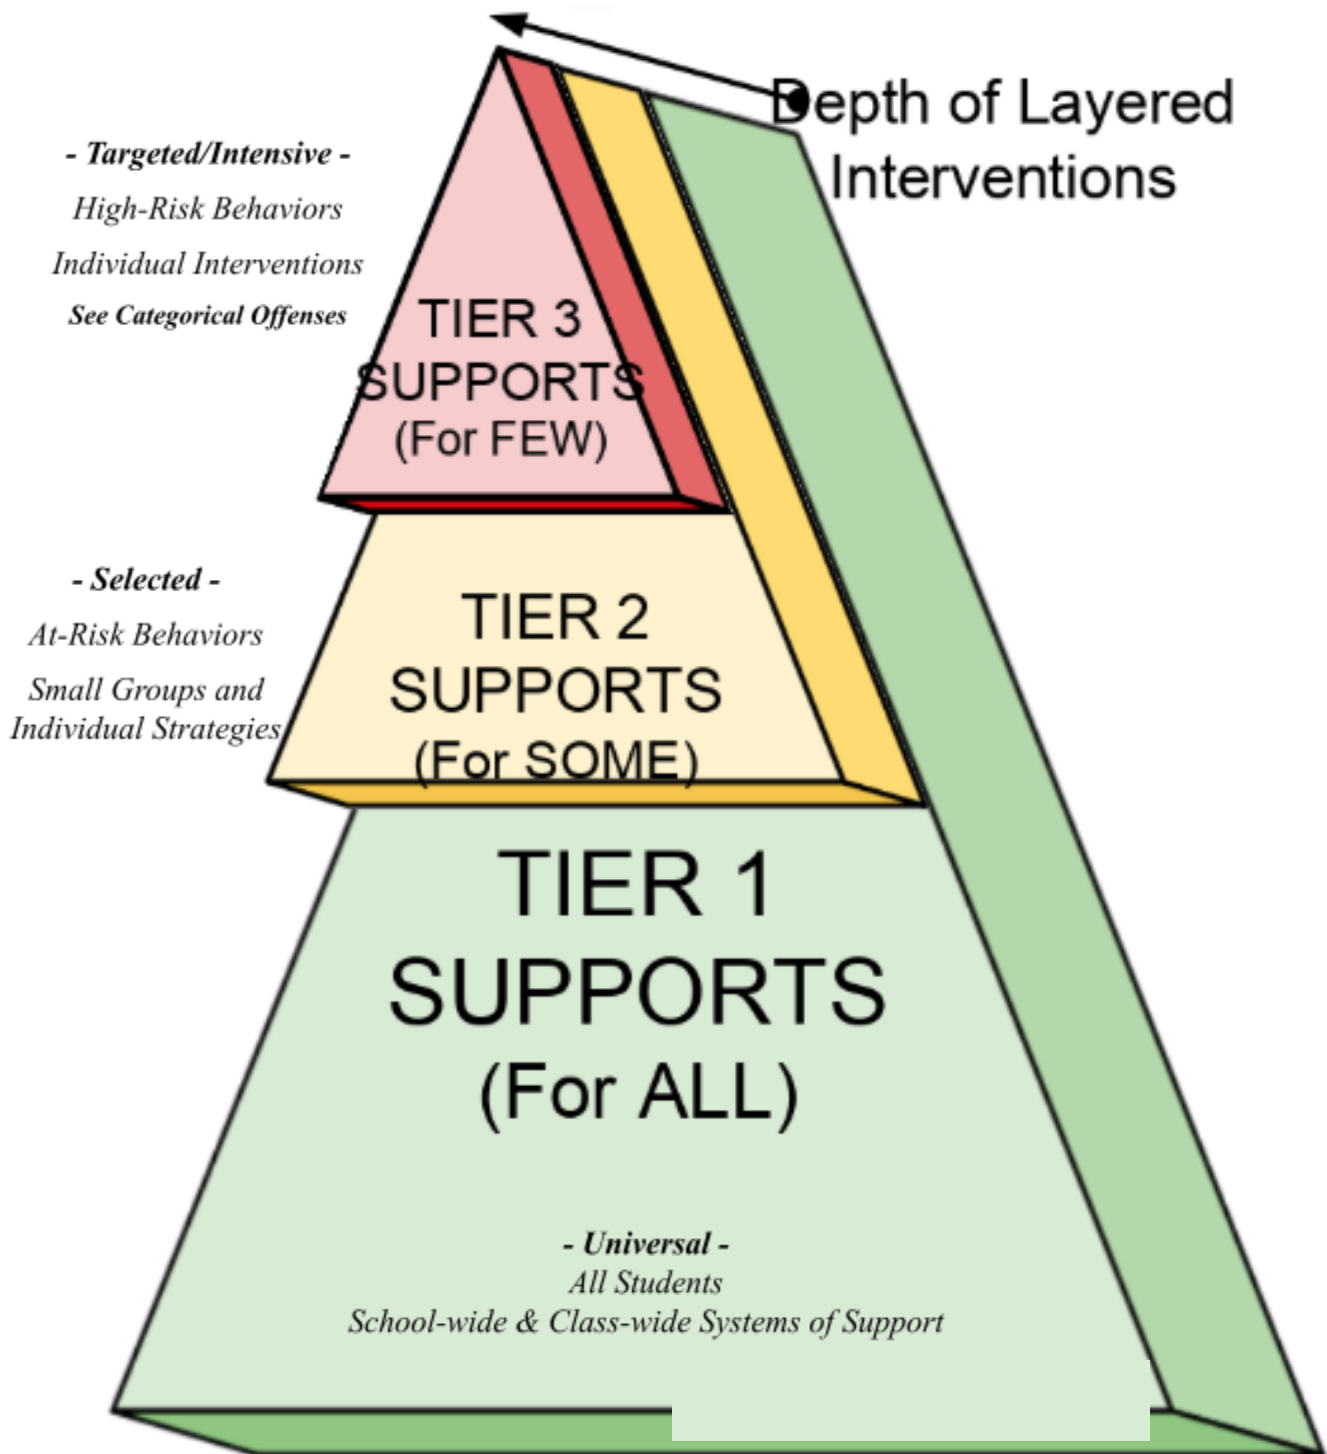 Depth of Layered
Interventions
- Targeted/Intensive -
High-Risk Behaviors
Individual Interventions
See Categorical Offenses
TIER 3
SUPPORTS
(For FEW)
- Selected -
At-Risk Behaviors
Small Groups and
Individual Strategies
TIER 2
SUPPORTS
(For SOME)
TIER 1
SUPPORTS
(For ALL)
- Universal -
All Students
School-wide & Class-wide Systems of Support